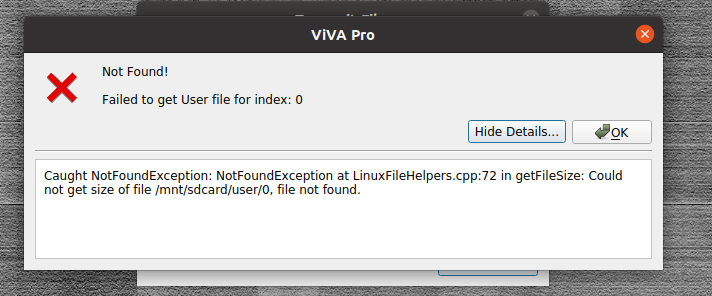 ViVA Pro
Not Found!
Failed to get User file for index: 0
Hide Details...
OK
Caught NotFoundException: NotFoundException at LinuxFileHelpers.cpp:72 in getFileSize: Could
not get size of file /mnt/sdcard/user/0, file not found.